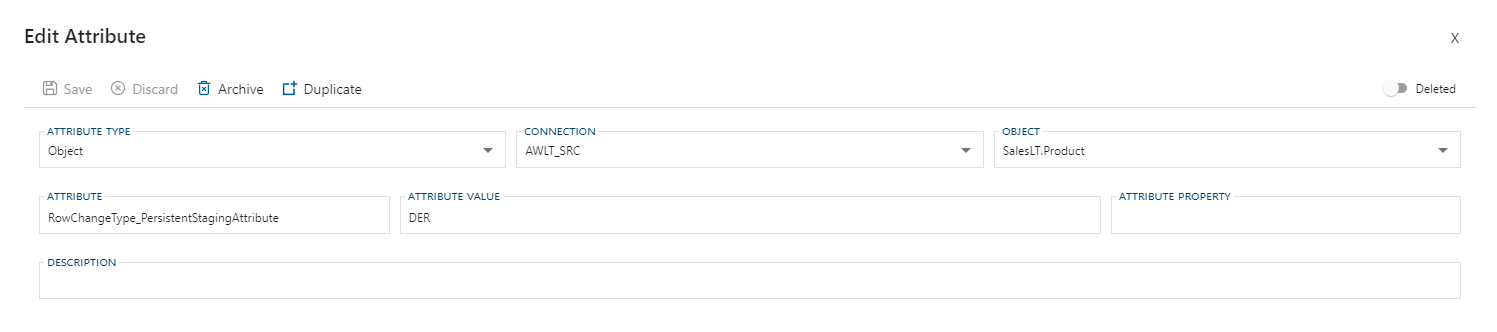 Edit Attribute
X
Save Discard Archive Duplicate Deleted
ATTRIBUTE TYPE CONNECTION OBJECT
Object AWLT_SRC SalesLT.Product
ATTRIBUTE ATTRIBUTE VALUE ATTRIBUTE PROPERTY
RowChangeType_PersistentStagingAttribute DER
DESCRIPTION